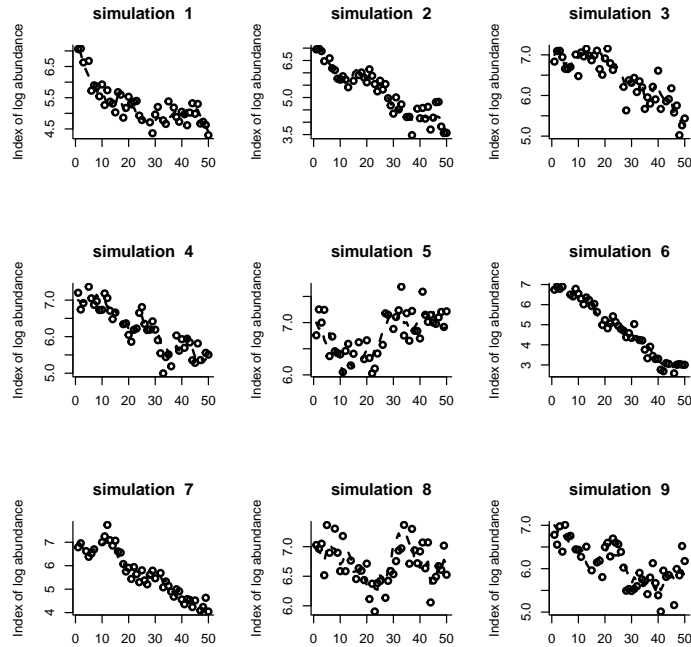 simulation 1
simulation 2
simulation 3
Index of log abundance
4.5 5.5 6.5
0 10 20 30 40 50
Index of log abundance
3.5 5.0 6.5
0 10 20 30 40 50
Index of log abundance
5.0 6.0 7.0
0 10 20 30 40 50
simulation 4
simulation 5
simulation 6
Index of log abundance
5.0 6.0 7.0
0 10 20 30 40 50
Index of log abundance
6.0 7.0
0 10 20 30 40 50
Index of log abundance
3 4 5 6 7
0 10 20 30 40 50
simulation 7
simulation 8
simulation 9
Index of log abundance
4 5 6 7
0 10 20 30 40 50
Index of log abundance
6.0 6.5 7.0
0 10 20 30 40 50
Index of log abundance
5.0 6.0 7.0
0 10 20 30 40 50